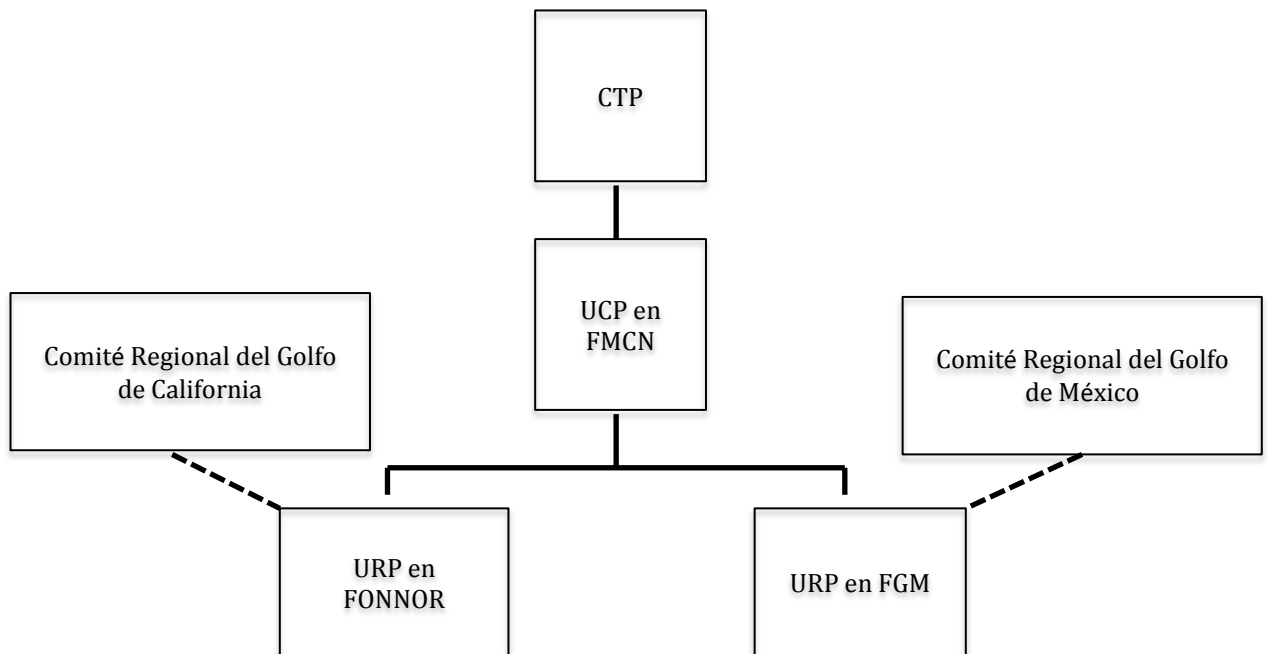 CTP
UCP en
FMCN
Comité Regional del Golfo
de California
Comité Regional del Golfo
de México
URP en
FONNOR
URP en FGM